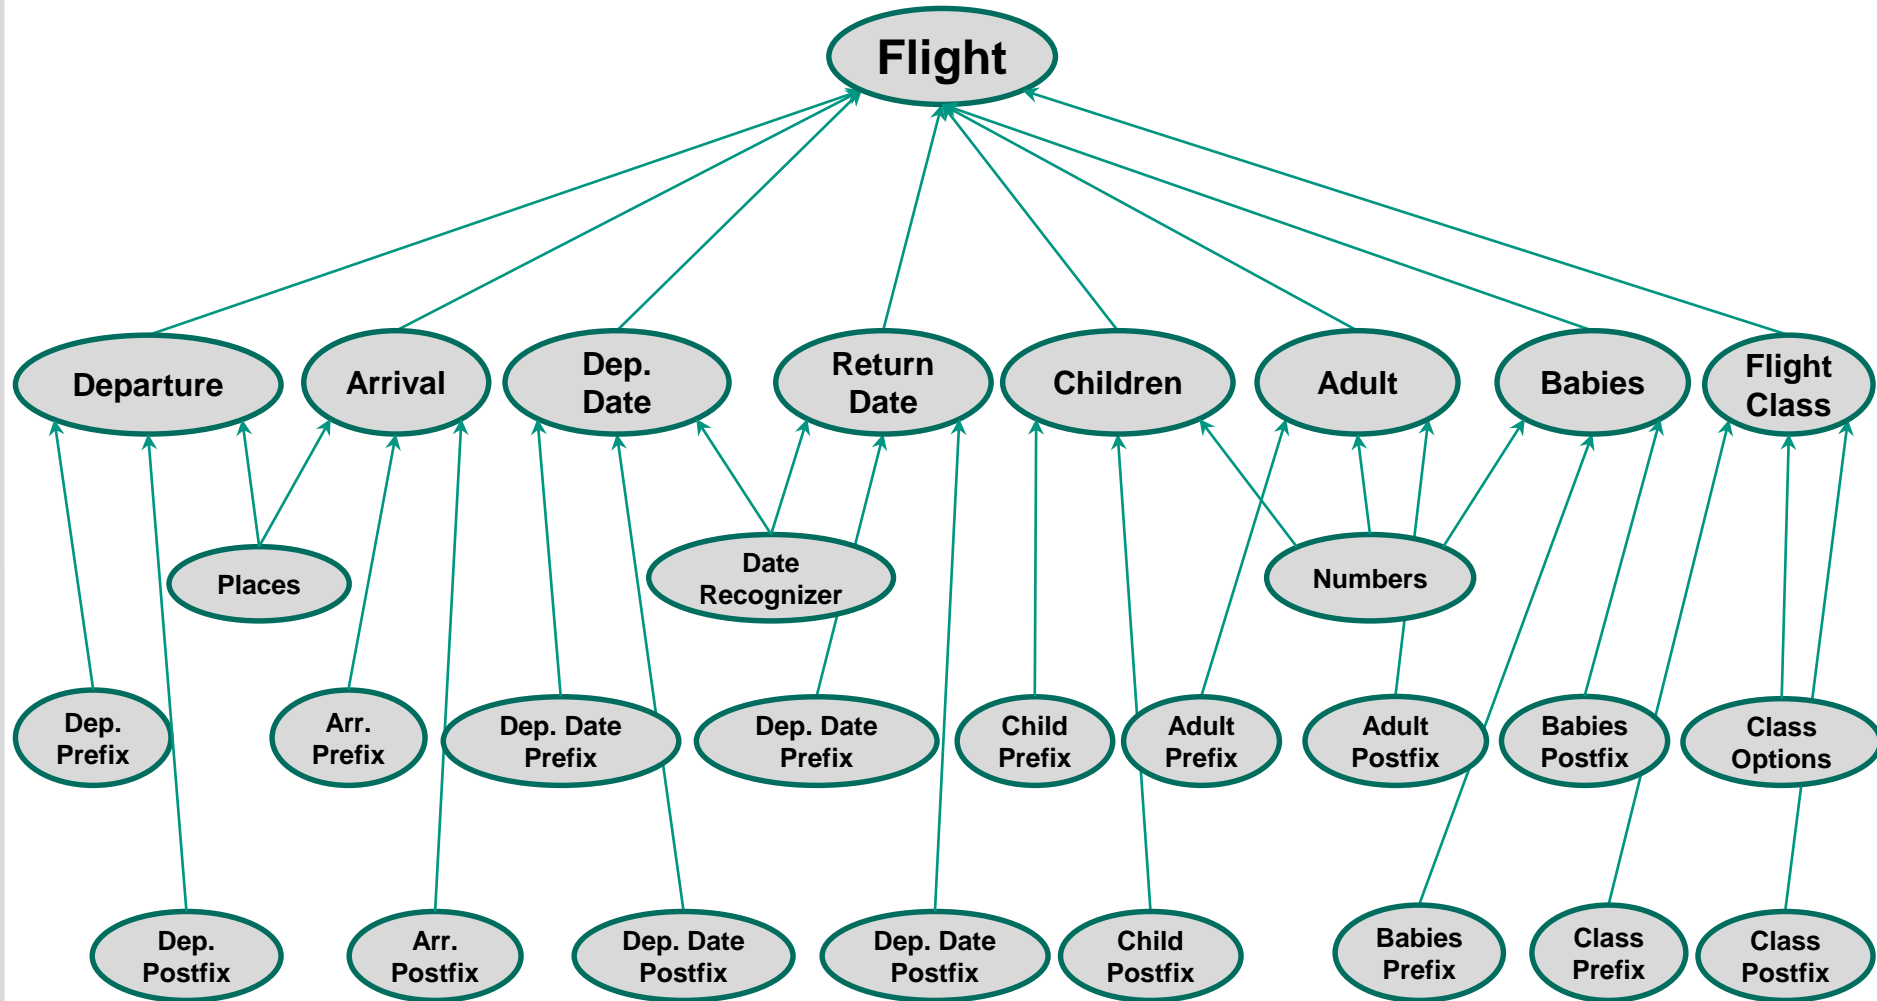 Flight
Departure
Arrival
Dep.
Date
Return
Date
Children
Adult
Babies
Flight
Class
Places
Date
Recognizer
Numbers
Dep.
Prefix
Arr.
Prefix
Dep. Date
Prefix
Dep. Date
Prefix
Child
Prefix
Adult
Prefix
Adult
Postfix
Babies
Postfix
Class
Options
Dep.
Postfix
Arr.
Postfix
Dep. Date
Postfix
Dep. Date
Postfix
Child
Postfix
Babies
Prefix
Class
Prefix
Class
Postfix